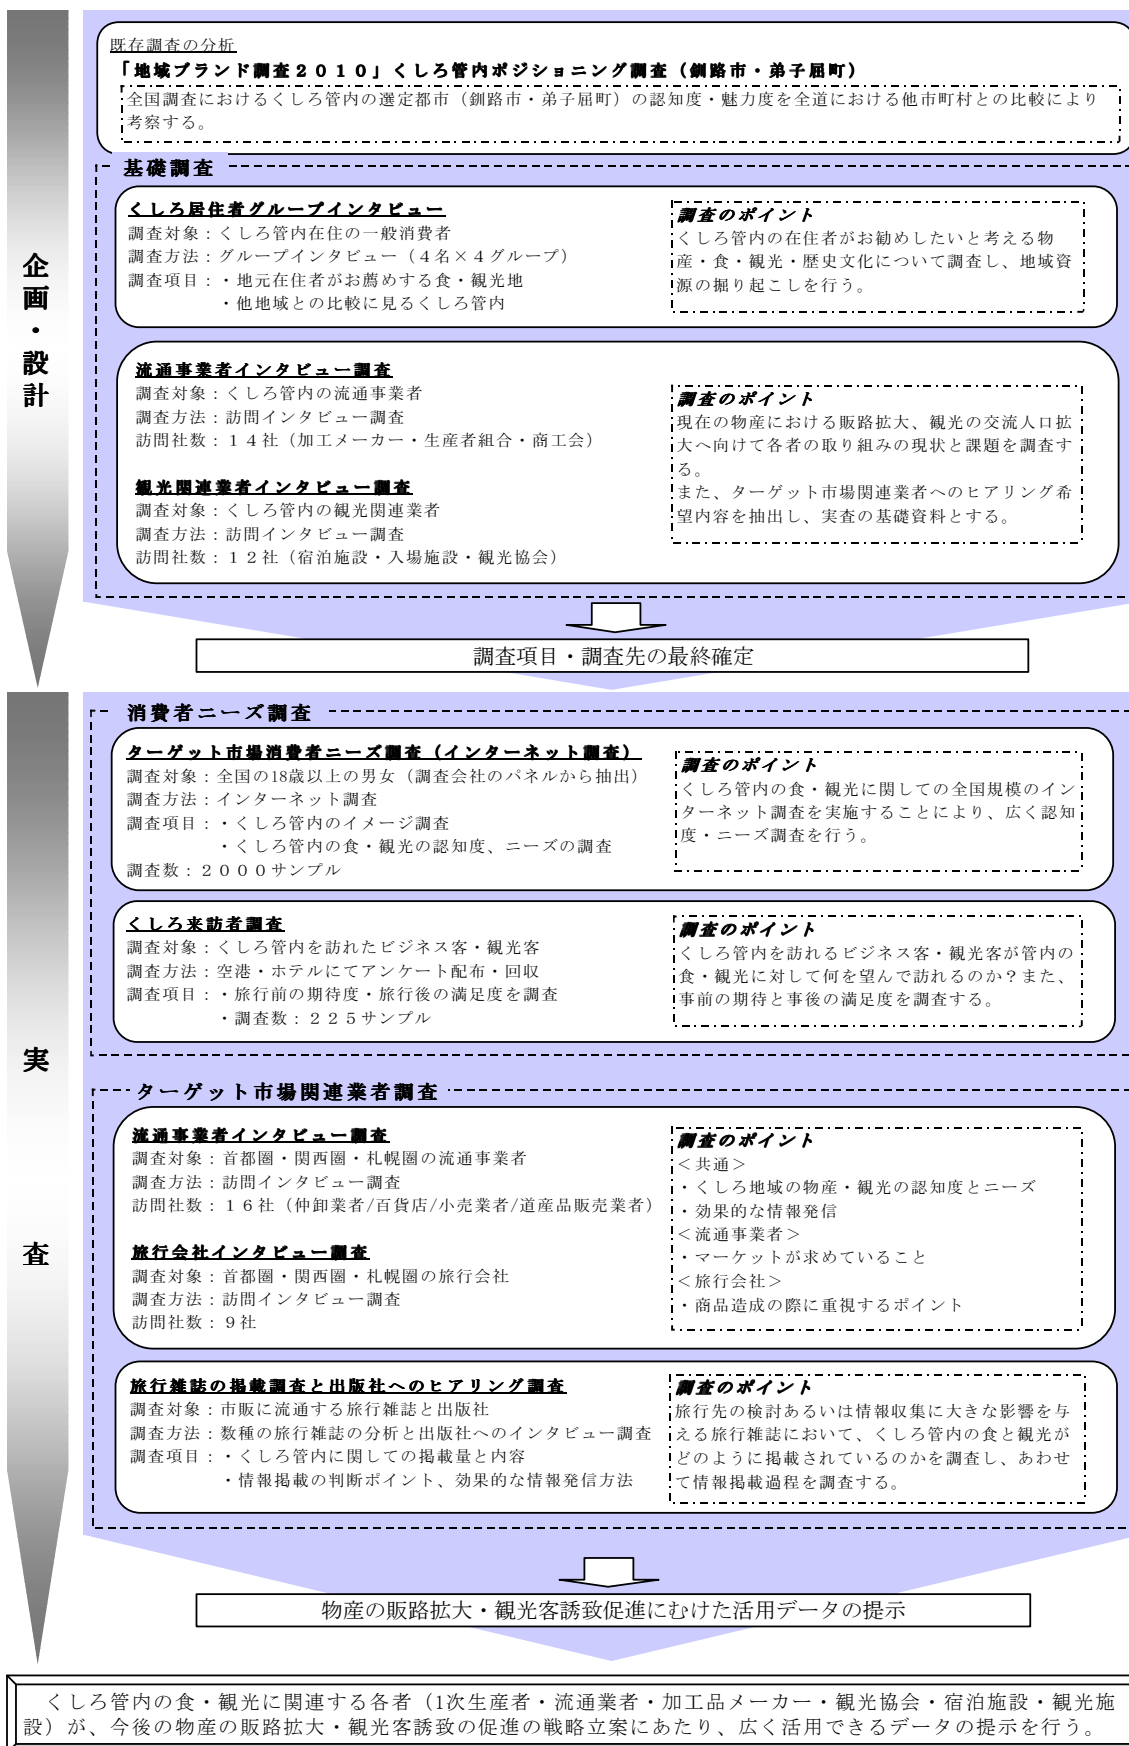 企画・設計
既存調査の分析
「地域ブランド調査２０１０」くしろ管内ポジショニング調査（釧路市・弟子屈町）
全国調査におけるくしろ管内の選定都市（釧路市・弟子屈町）の認知度・魅力度を全道における他市町村との比較により
考察する。
基礎調査
くしろ居住者グループインタビュー
調査対象：くしろ管内在住の一般消費者
調査方法：グループインタビュー（４名×４グループ）
調査項目：・地元在住者がお薦めする食・観光地
・他地域との比較に見るくしろ管内
調査のポイント
くしろ管内の在住者がお勧めしたいと考える物
産・食・観光・歴史文化について調査し、地域資
源の掘り起こしを行う。
流通事業者インタビュー調査
調査対象：くしろ管内の流通事業者
調査方法：訪問インタビュー調査
訪問社数：１４社（加工メーカー・生産者組合・商工会）
観光関連業者インタビュー調査
調査対象：くしろ管内の観光関連業者
調査方法：訪問インタビュー調査
訪問社数：１２社（宿泊施設・入場施設・観光協会）
調査のポイント
現在の物産における販路拡大、観光の交流人口拡
大へ向けて各者の取り組みの現状と課題を調査す
る。
また、ターゲット市場関連業者へのヒアリング希
望内容を抽出し、実査の基礎資料とする。
調査項目・調査先の最終確定
実　査
消費者ニーズ調査
ターゲット市場消費者ニーズ調査（インターネット調査）
調査対象：全国の18歳以上の男女（調査会社のパネルから抽出）
調査方法：インターネット調査
調査項目：・くしろ管内のイメージ調査
・くしろ管内の食・観光の認知度、ニーズの調査
調査数：２０００サンプル
調査のポイント
くしろ管内の食・観光に関しての全国規模のイン
ターネット調査を実施することにより、広く認知
度・ニーズ調査を行う。
くしろ来訪者調査
調査対象：くしろ管内を訪れたビジネス客・観光客
調査方法：空港・ホテルにてアンケート配布・回収
調査項目：・旅行前の期待度・旅行後の満足度を調査
・調査数：２２５サンプル
調査のポイント
くしろ管内を訪れるビジネス客・観光客が管内の
食・観光に対して何を望んで訪れるのか？また、
事前の期待と事後の満足度を調査する。
ターゲット市場関連業者調査
流通事業者インタビュー調査
調査対象：首都圏・関西圏・札幌圏の流通事業者
調査方法：訪問インタビュー調査
訪問社数：１６社（仲卸業者/百貨店/小売業者/道産品販売業者）
旅行会社インタビュー調査
調査対象：首都圏・関西圏・札幌圏の旅行会社
調査方法：訪問インタビュー調査
訪問社数：９社
調査のポイント
＜共通＞
・くしろ地域の物産・観光の認知度とニーズ
・効果的な情報発信
＜流通事業者＞
・マーケットが求めていること
＜旅行会社＞
・商品造成の際に重視するポイント
旅行雑誌の掲載調査と出版社へのヒアリング調査
調査対象：市販に流通する旅行雑誌と出版社
調査方法：数種の旅行雑誌の分析と出版社へのインタビュー調査
調査項目：・くしろ管内に関しての掲載量と内容
・情報掲載の判断ポイント、効果的な情報発信方法
調査のポイント
旅行先の検討あるいは情報収集に大きな影響を与
える旅行雑誌において、くしろ管内の食と観光が
どのように掲載されているのかを調査し、あわせ
て情報掲載過程を調査する。
物産の販路拡大・観光客誘致促進にむけた活用データの提示
くしろ管内の食・観光に関連する各者（1次生産者・流通業者・加工品メーカー・観光協会・宿泊施設・観光施
設）が、今後の物産の販路拡大・観光客誘致の促進の戦略立案にあたり、広く活用できるデータの提示を行う。